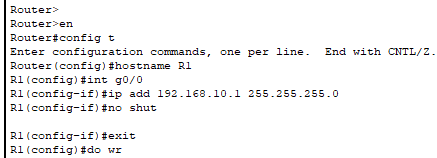 Router>
Router>en
Router#config t
Enter configuration commands, one per line.  End with CNTL/Z.
Router(config)#hostname R1
R1(config)#int g0/0
R1(config-if)#ip add 192.168.10.1 255.255.255.0
R1(config-if)#no shut

R1(config-if)#exit
R1(config)#do wr